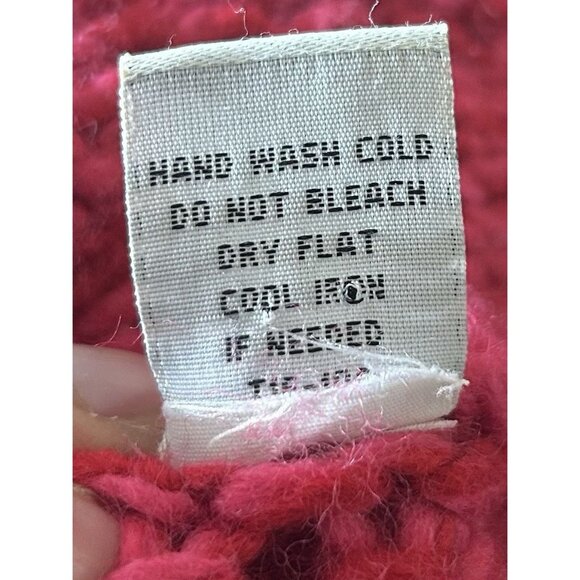 HAND WASH COLD
DO NOT BLEACH
DRY FLAT
COOL IRON
IF NEEDED